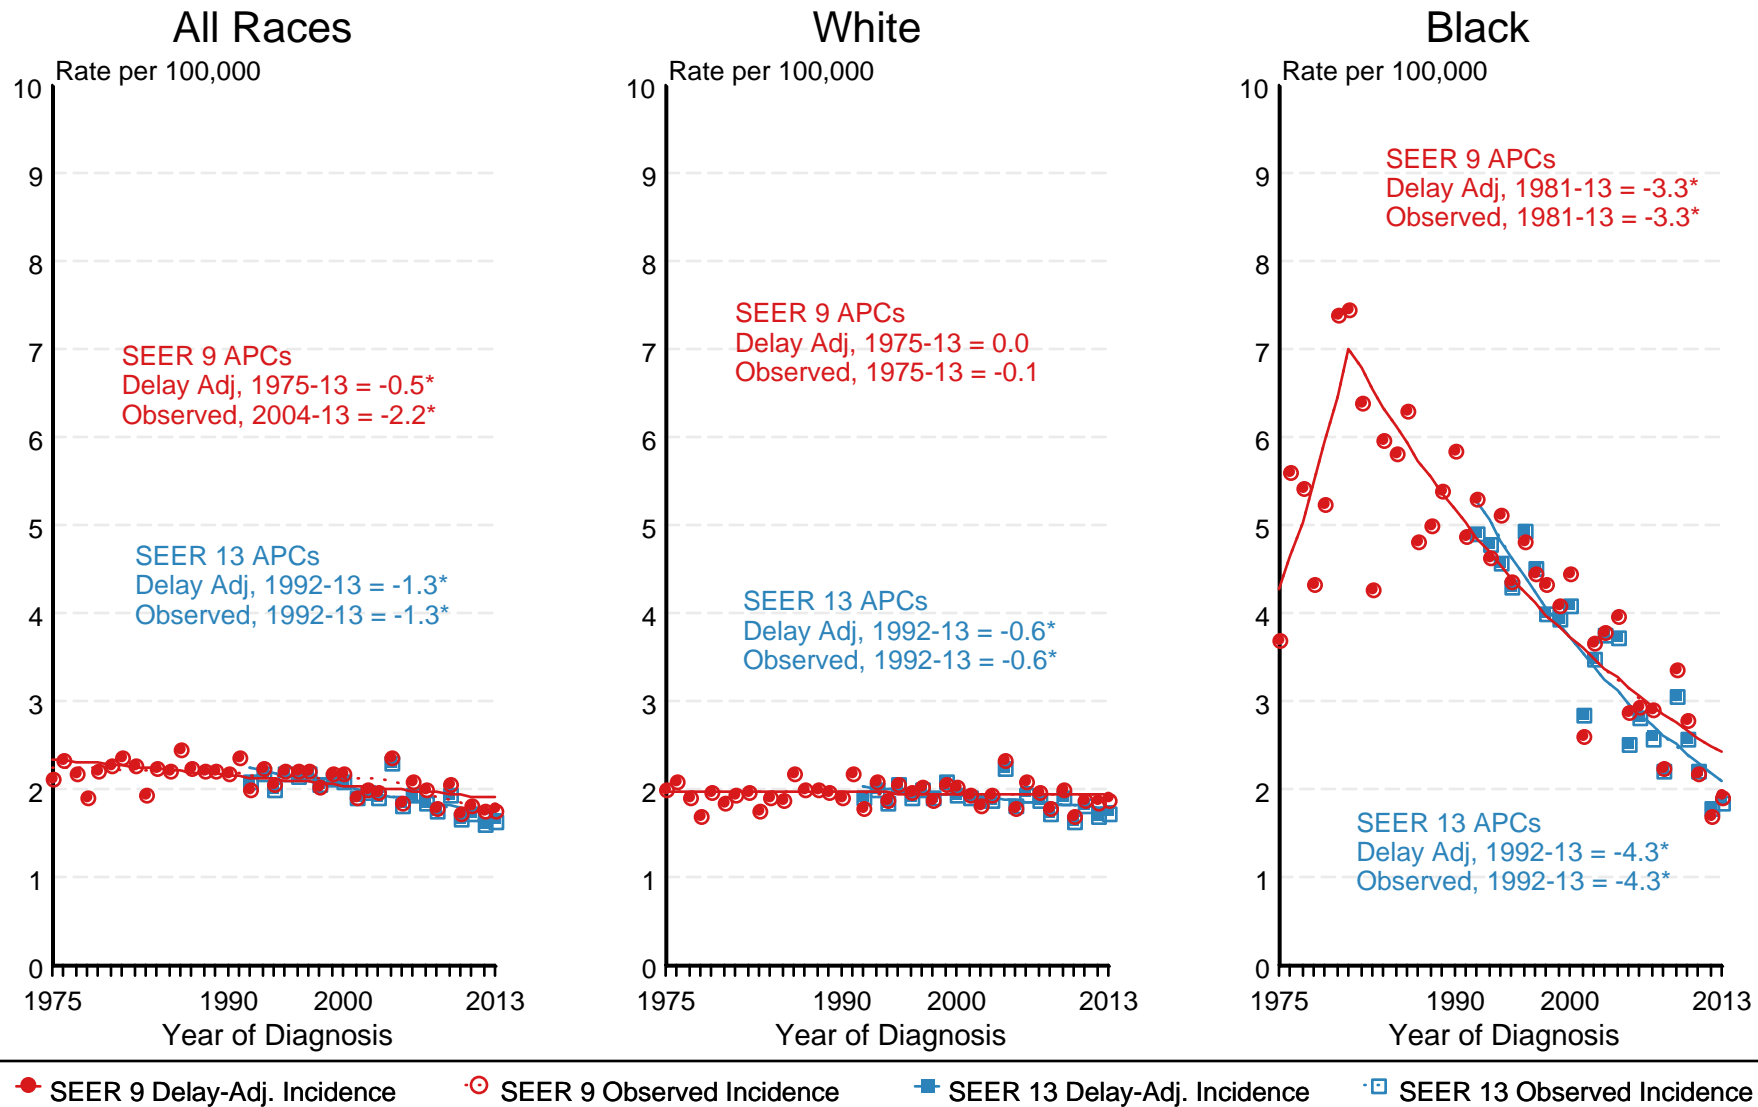 All Races
Rate per 100,000
10
9
8
7
6
5
4
3
2
1
0
SEER 9 APCs
Delay Adj, 1975-13 = -0.5*
Observed, 2004-13 = -2.2*
SEER 13 APCs
Delay Adj, 1992-13 = -1.3*
Observed, 1992-13 = -1.3*
1975 1990 2000 2013
Year of Diagnosis
White
Rate per 100,000
10
9
8
7
6
5
4
3
2
1
0
SEER 9 APCs
Delay Adj, 1975-13 = 0.0
Observed, 1975-13 = -0.1
SEER 13 APCs
Delay Adj, 1992-13 = -0.6*
Observed, 1992-13 = -0.6*
1975 1990 2000 2013
Year of Diagnosis
Black
Rate per 100,000
10
9
8
7
6
5
4
3
2
1
0
SEER 9 APCs
Delay Adj, 1981-13 = -3.3*
Observed, 1981-13 = -3.3*
SEER 13 APCs
Delay Adj, 1992-13 = -4.3*
Observed, 1992-13 = -4.3*
1975 1990 2000 2013
Year of Diagnosis
SEER 9 Delay-Adj. Incidence SEER 9 Observed Incidence SEER 13 Delay-Adj. Incidence SEER 13 Observed Incidence